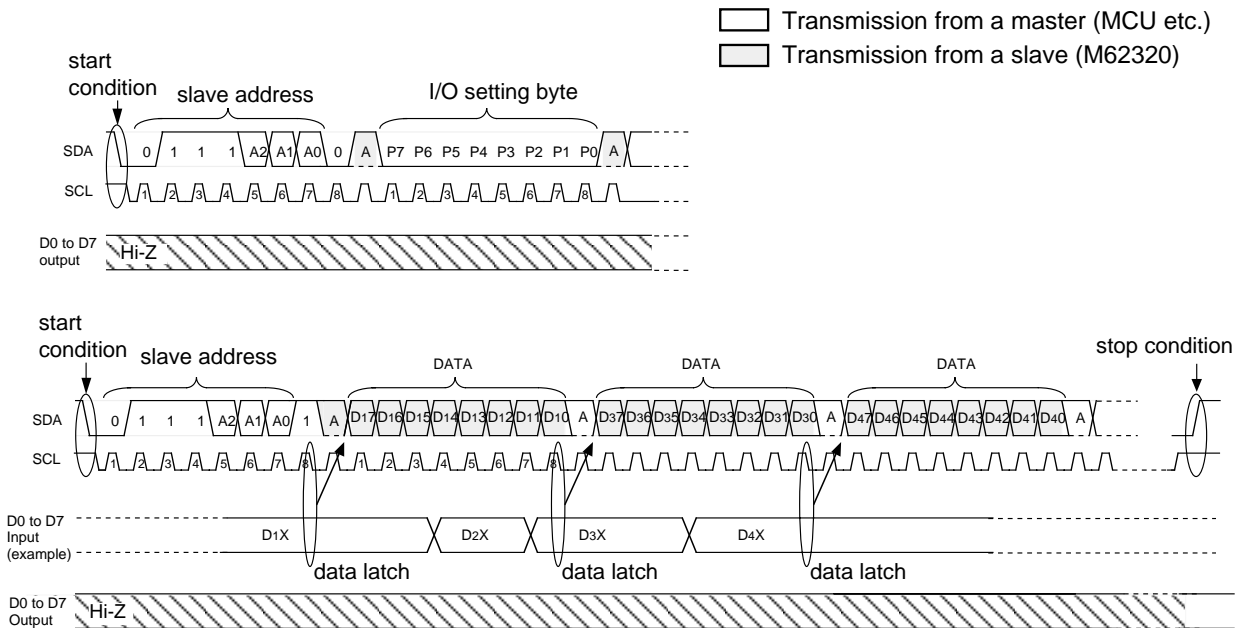 Transmission from a master (MCU etc.)
Transmission from a slave (M62320)
start
condition
slave address
I/O setting byte
SDA 0 1 1 1 A2 A1 A0 0 A P7 P6 P5 P4 P3 P2 P1 P0 A
SCL 1 2 3 4 5 6 7 8 1 2 3 4 5 6 7 8
D0 to D7
output
Hi-Z
start
condition
slave address
DATA
DATA
DATA
stop condition
SDA 0 1 1 1 A2 A1 A0 1 A D17 D16 D15 D14 D13 D12 D11 D10 A D37 D36 D35 D34 D33 D32 D31 D30 A D47 D46 D45 D44 D43 D42 D41 D40 A
SCL 1 2 3 4 5 6 7 8 1 2 3 4 5 6 7 8
D0 to D7
Input
(example)
D1X D2X D3X D4X
data latch
data latch
data latch
D0 to D7
Output
Hi-Z